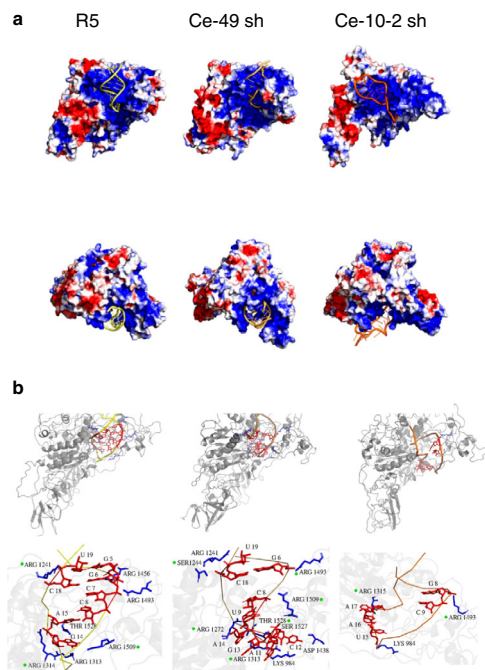 a
R5 Ce-49 sh Ce-10-2 sh
b
ARG 1241
U 19
G 5
G 6
ARG 1456
C 18
C 7
ARG 1493
C 8
A 15
THR 1528
G 14
ARG 1509
ARG 1313
ARG 1314
ARG 1241
U 19
G 6
SER1244
ARG 1493
C 18
C 8
ARG 1509
U 9
THR 1528
ARG 1272
SER 1527
G 13
A 14
A 11
C 12
ASP 1438
ARG 1313
LYS 984
ARG 1315
G 8
A 17
C 9
ARG 1493
A 16
U 15
LYS 984